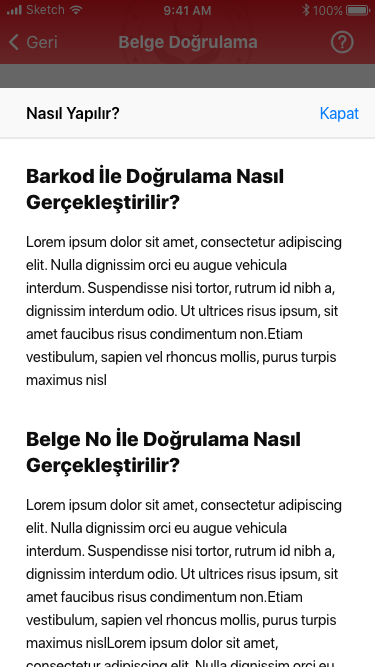 Sketch 9:41 AM 100%
Geri Belge Doğrulama ?
Nasıl Yapılır? Kapat
Barkod İle Doğrulama Nasıl
Gerçekleştirilir?
Lorem ipsum dolor sit amet, consectetur adipiscing
elit. Nulla dignissim orci eu augue vehicula
interdum. Suspendisse nisi tortor, rutrum id nibh a,
dignissim interdum odio. Ut ultrices risus ipsum, sit
amet faucibus risus condimentum non.Etiam
vestibulum, sapien vel rhoncus mollis, purus turpis
maximus nisl
Belge No İle Doğrulama Nasıl
Gerçekleştirilir?
Lorem ipsum dolor sit amet, consectetur adipiscing
elit. Nulla dignissim orci eu augue vehicula
interdum. Suspendisse nisi tortor, rutrum id nibh a,
dignissim interdum odio. Ut ultrices risus ipsum, sit
amet faucibus risus condimentum non.Etiam
vestibulum, sapien vel rhoncus mollis, purus turpis
maximus nislLorem ipsum dolor sit amet,
consectetur adipiscing elit. Nulla dignissim orci eu